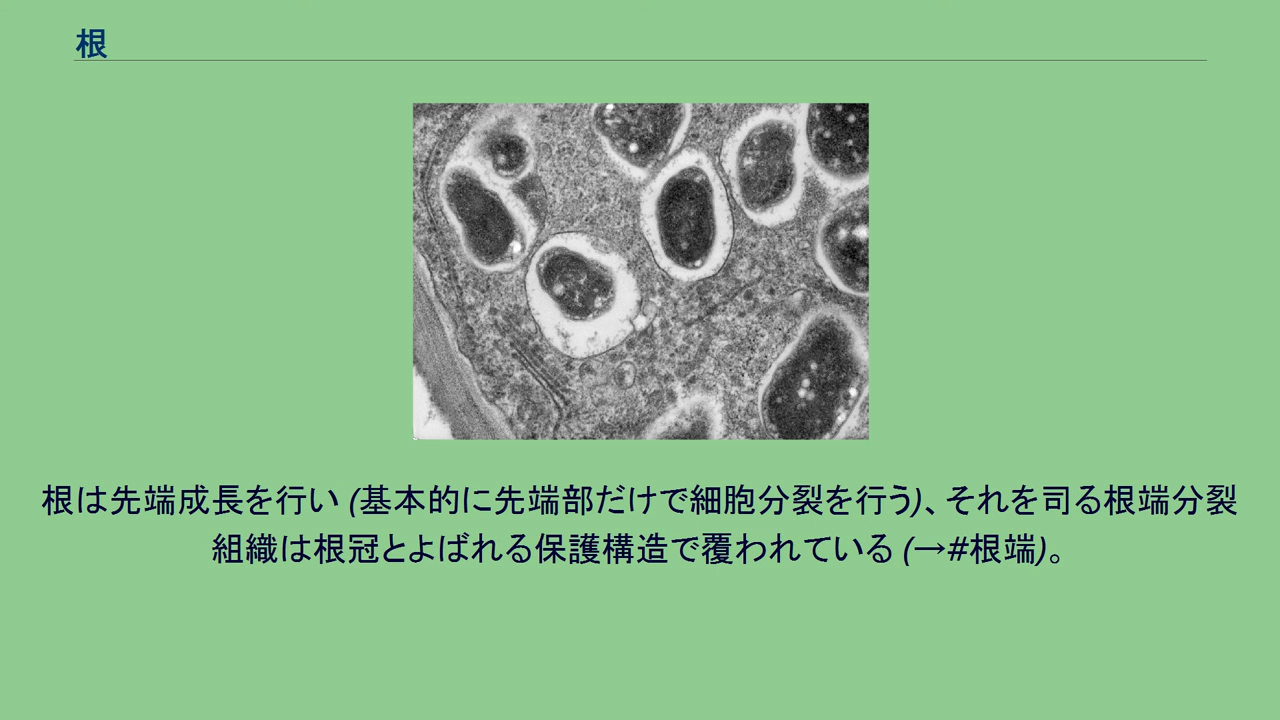 根
根は先端成長を行い (基本的に先端部だけで細胞分裂を行う)、それを司る根端分裂
組織は根冠とよばれる保護構造で覆われている (→#根端)。